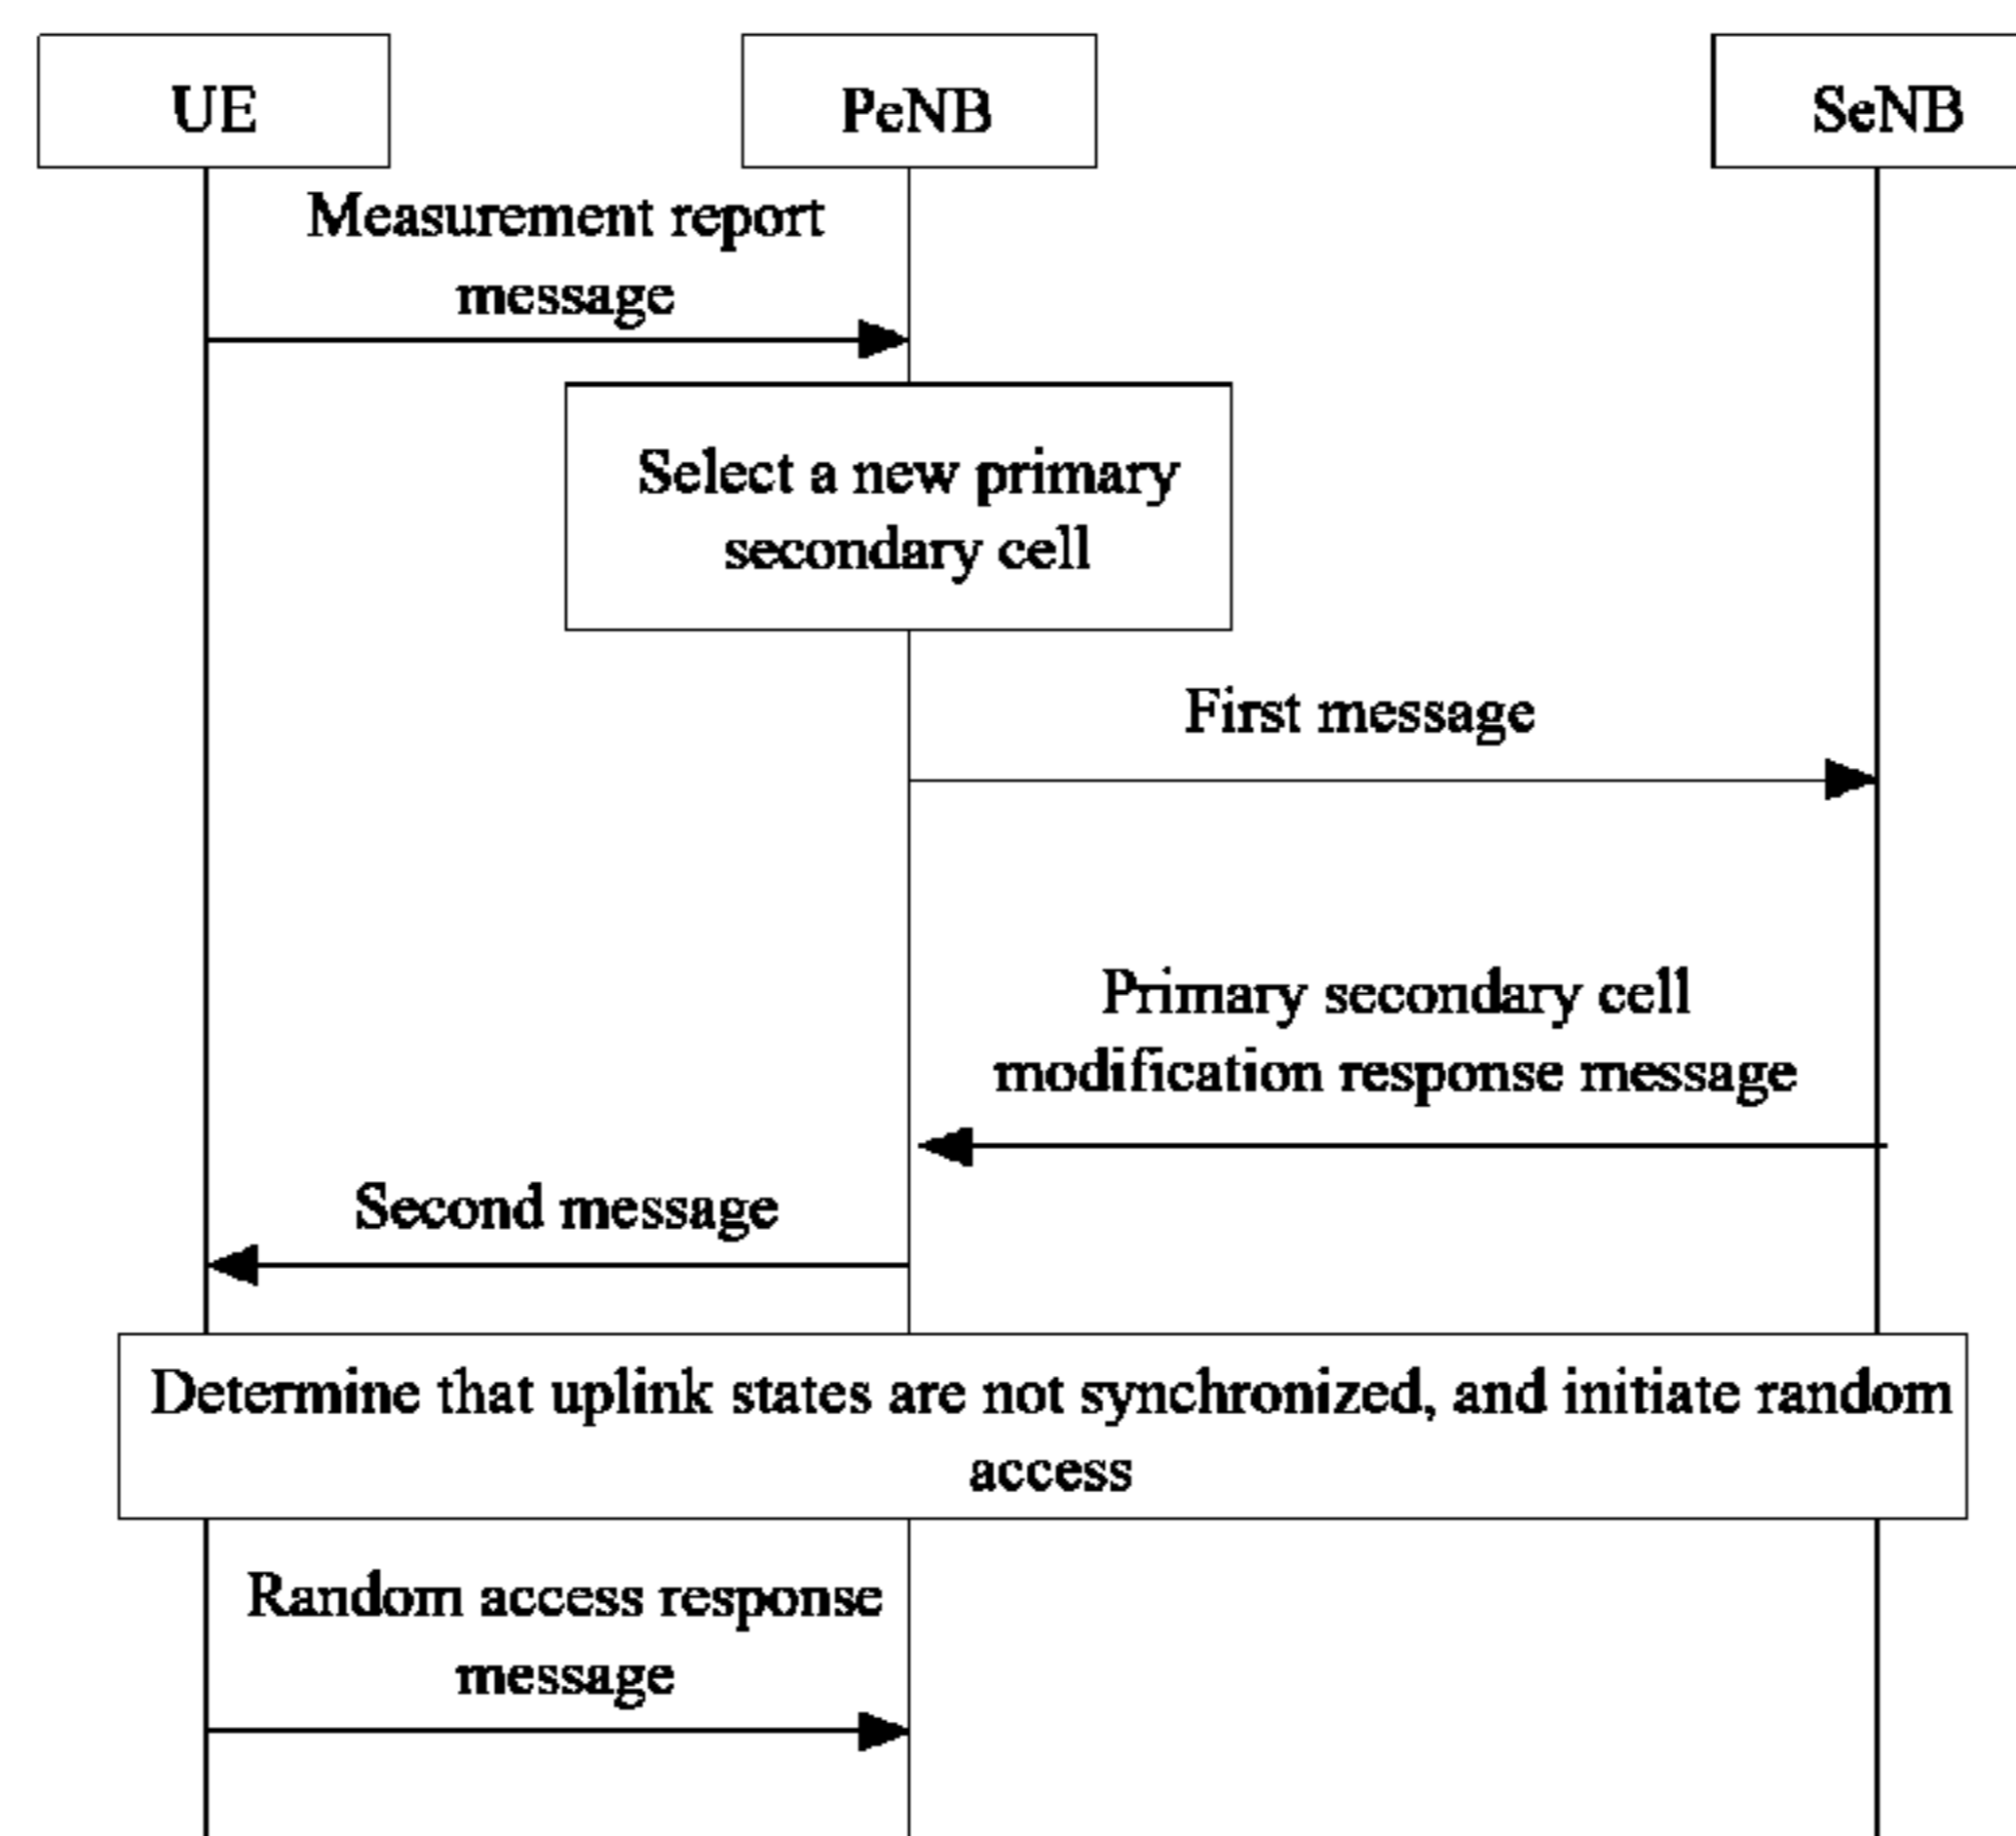 UE
PeNB
SeNB
Measurement report
message
Select a new primary
secondary cell
First message
Primary secondary cell
modification response message
Second message
Determine that uplink states are not synchronized, and initiate random
access
Random access response
message